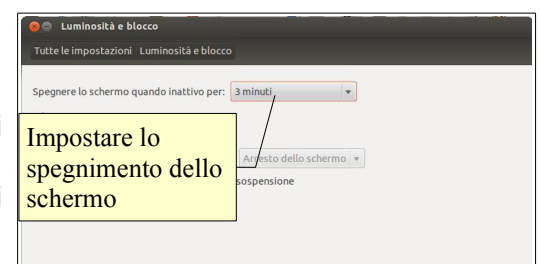 Luminosità e blocco
Tutte le impostazioni Luminosità e blocco
Spegnere lo schermo quando inattivo per: 3 minuti
Impostare lo
spegnimento dello
schermo
Arresto dello schermo
sospensione